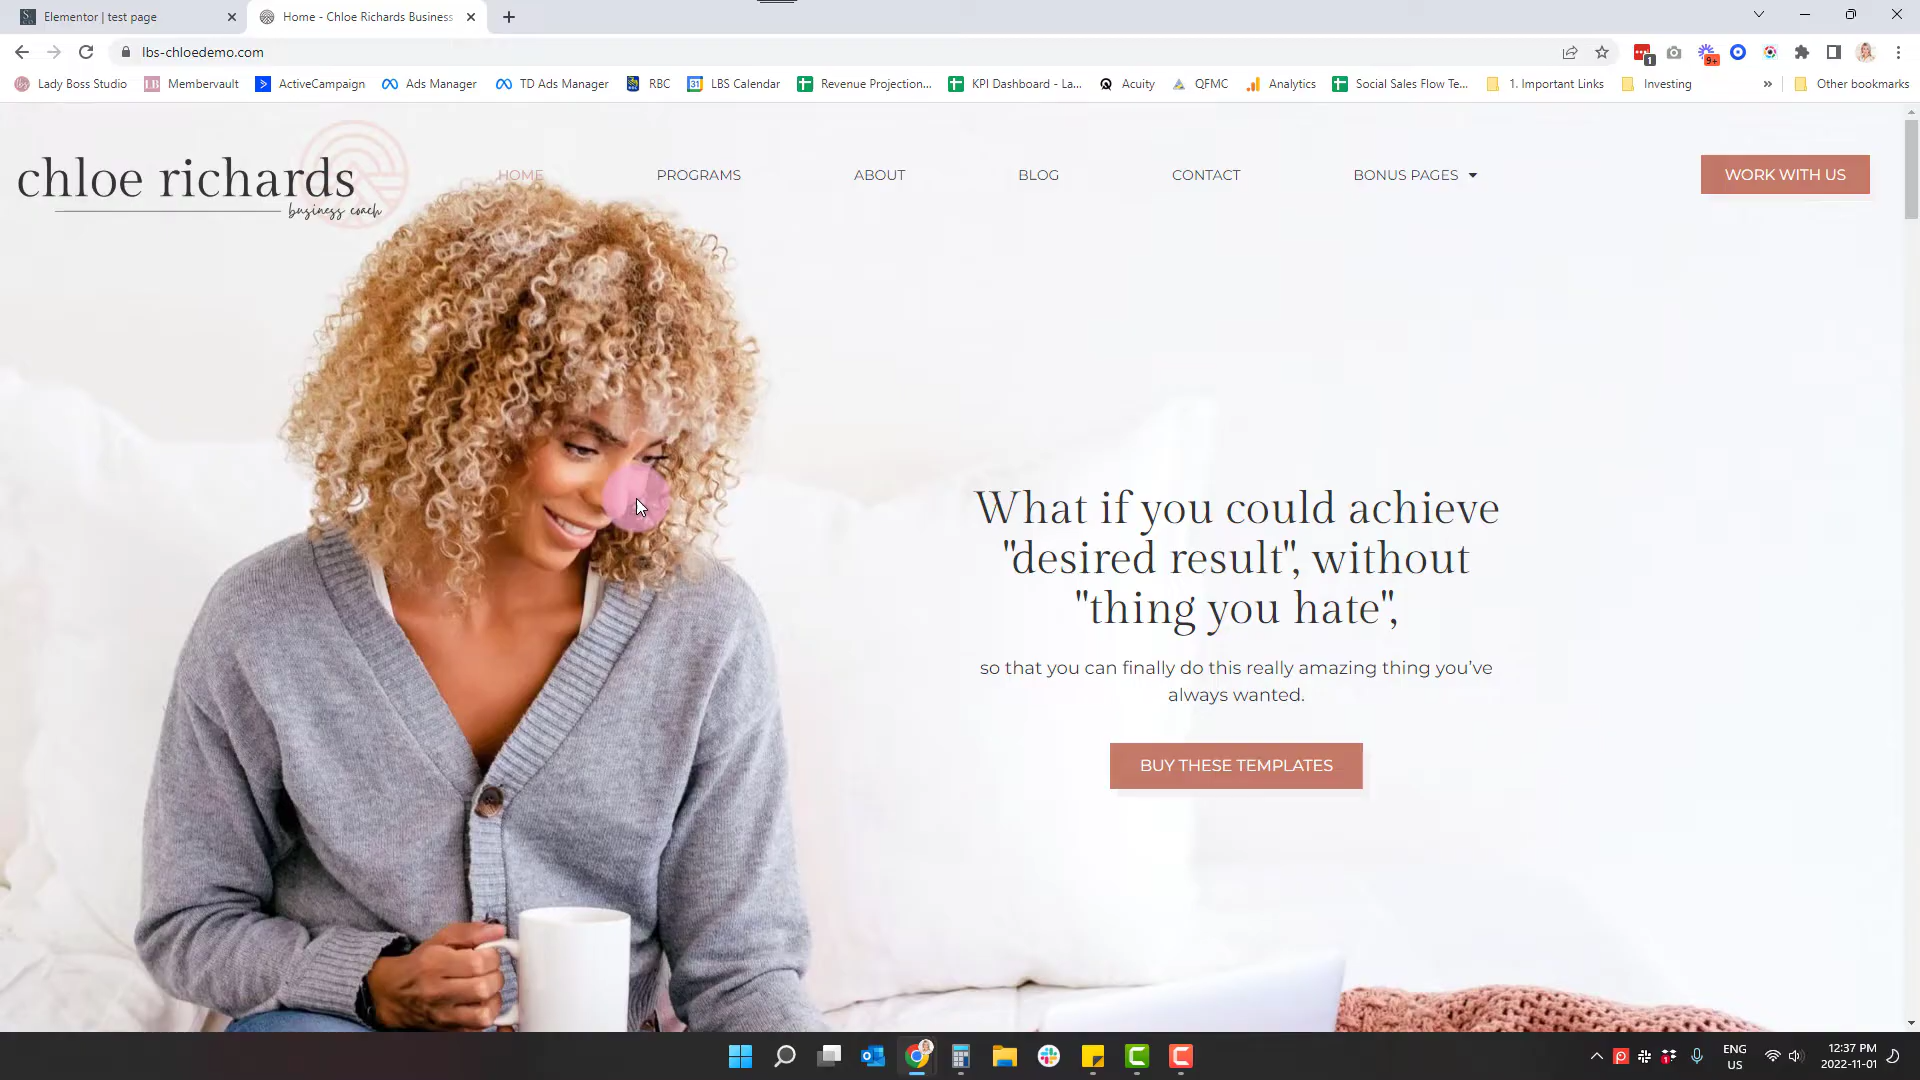 Elementor | test page
Home - Chloe Richards Business
lbs-chloedemo.com
1
9+
Lady Boss Studio
Membervault
ActiveCampaign
Ads Manager
TD Ads Manager
RBC
31
LBS Calendar
Revenue Projection...
KPI Dashboard - La...
Acuity
QFMC
Analytics
Social Sales Flow Te...
1. Important Links
Investing
»
Other bookmarks
chloe richards
business coach
HOME
PROGRAMS
ABOUT
BLOG
CONTACT
BONUS PAGES
WORK WITH US
What if you could achieve
"desired result", without
"thing you hate",
so that you can finally do this really amazing thing you've
always wanted.
BUY THESE TEMPLATES
ENG
US
12:37 PM
2022-11-01